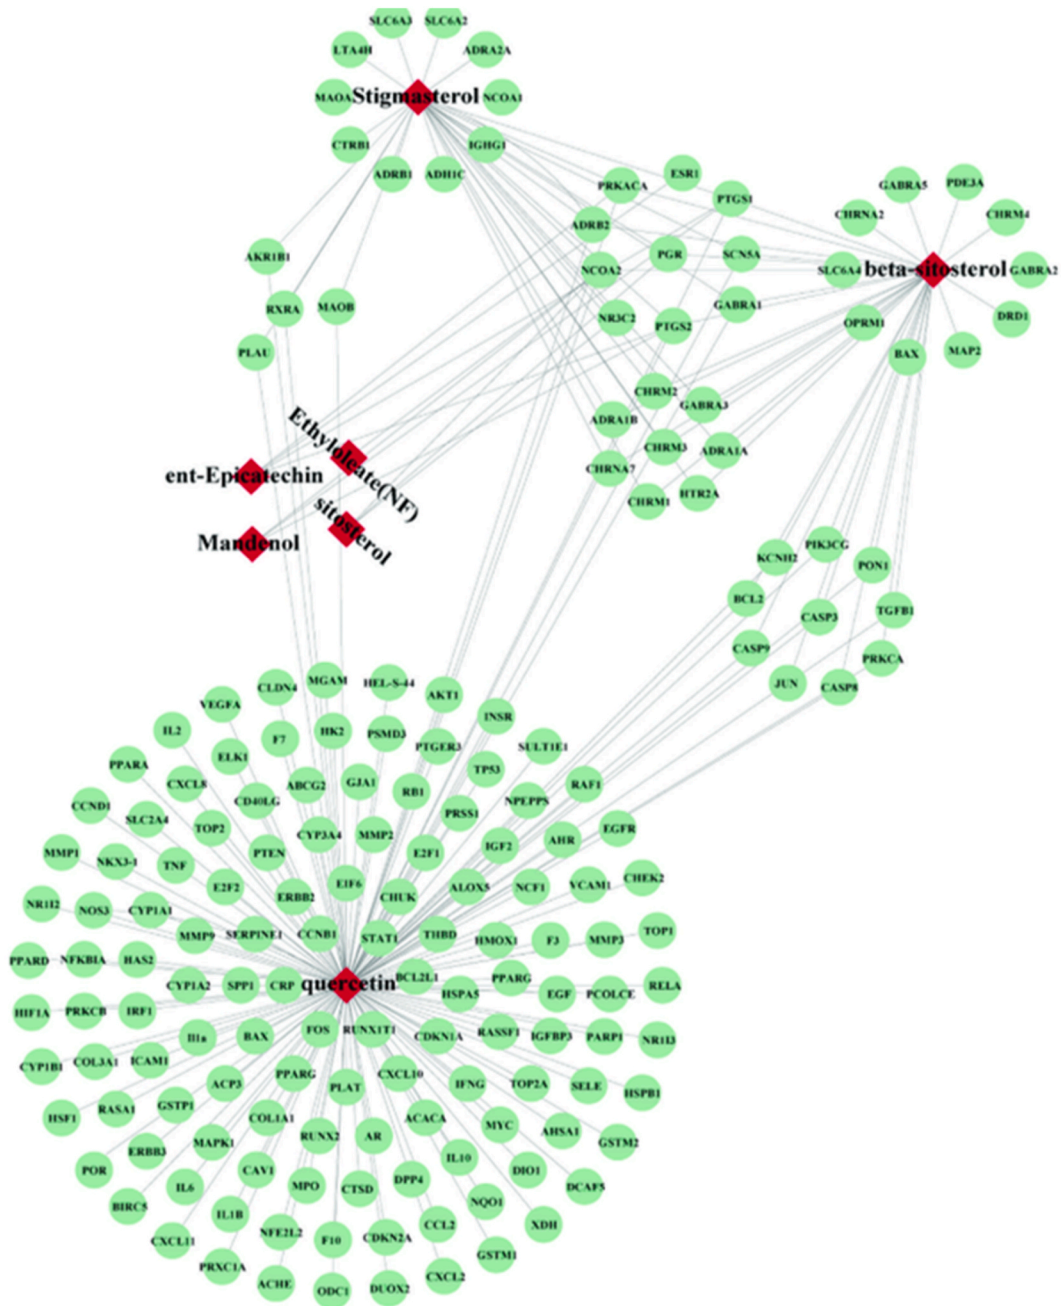 SLC6A3
SLC6A2
LTA4H
ADRA2A
MAOA
Stigmasterol
NCOA1
CTRB1
IGHG1
ADRB1
ADH1C
ESR1
PRKACA
PTGS1
ADRB2
PGR
SCN5A
NCOA2
GABRA1
NR3C2
PTGS2
GABRA5
PDE3A
CHRNA2
CHRM4
SLC6A4
beta-sitosterol
GABRA2
OPRM1
DRD1
BAX
MAP2
AKR1B1
RXRA
MAOB
PLAU
CHRM2
GABRA3
ADRA1B
CHRM3
ADRA1A
CHRNA7
CHRM1
HTR2A
Ethyloleate(NF)
ent-Epicatechin
sitosterol
Mandenol
PIK3CG
KCNH2
PON1
BCL2
CASP3
TGFB1
CASP9
PRKCA
JUN
CASP8
CLDN4
MGAM
HEL-S-44
AKT1
VEGFA
INSR
IL2
F7
HK2
PSMD3
PTGER3
SULT1E1
PPARA
ELK1
TP53
CXCL8
ABCG2
GJA1
RB1
RAF1
CCND1
SLC2A4
CD40LG
PRSS1
NPEPPS
TOP2
CYP3A4
MMP2
EGFR
MMP1
NKX3-1
TNF
PTEN
E2F1
IGF2
AHR
E2F2
ERBB2
EIF6
CHUK
ALOX5
NCF1
VCAM1
CHEK2
NR1I2
NOS3
CYP1A1
MMP9
SERPINE1
CCNB1
STAT1
THBD
HMOX1
F3
MMP3
TOP1
PPARD
NFKBIA
HAS2
CYP1A2
SPP1
CRP
quercetin
BCL2L1
HSPA5
PPARG
EGF
PCOLCE
RELA
HIF1A
PRKCB
IRF1
Il1a
BAX
FOS
RUNX1T1
CDKN1A
RASSF1
IGFBP3
PARP1
NR1I3
CYP1B1
COL3A1
ICAM1
ACP3
PPARG
PLAT
CXCL10
IFNG
TOP2A
SELE
HSPB1
HSF1
RASA1
GSTP1
COL1A1
ACACA
MYC
AHSA1
GSTM2
ERBB3
MAPK1
RUNX2
AR
IL10
DIO1
POR
CAV1
DPP4
DCAF5
BIRC5
IL6
MPO
CTSD
NQO1
IL1B
NFE2L2
CCL2
XDH
CXCL11
F10
CDKN2A
GSTM1
PRXC1A
ACHE
ODC1
DUOX2
CXCL2